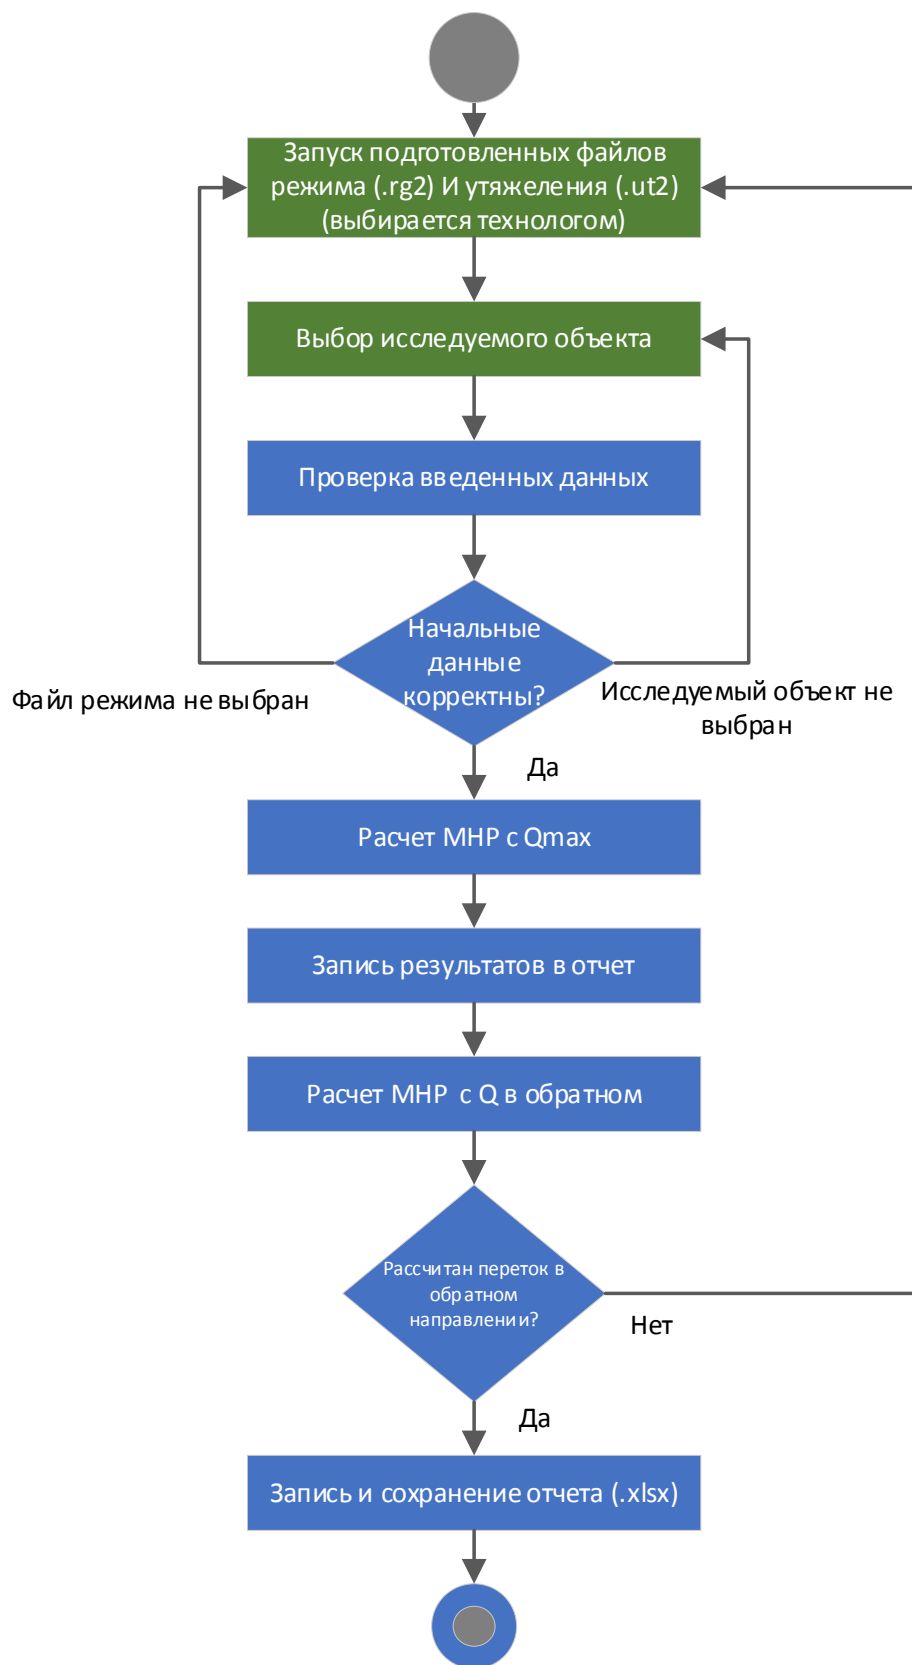 Запуск подготовленных файлов
режима (.rg2) И утяжеления (.ut2)
(выбирается технологом)
Выбор исследуемого объекта
Проверка введенных данных
Начальные
данные
корректны?
Файл режима не выбран
Исследуемый объект не
выбран
Да
Расчет МНР с Qmax
Запись результатов в отчет
Расчет МНР с Q в обратном
Рассчитан переток в
обратном
направлении?
Нет
Да
Запись и сохранение отчета (.xlsx)